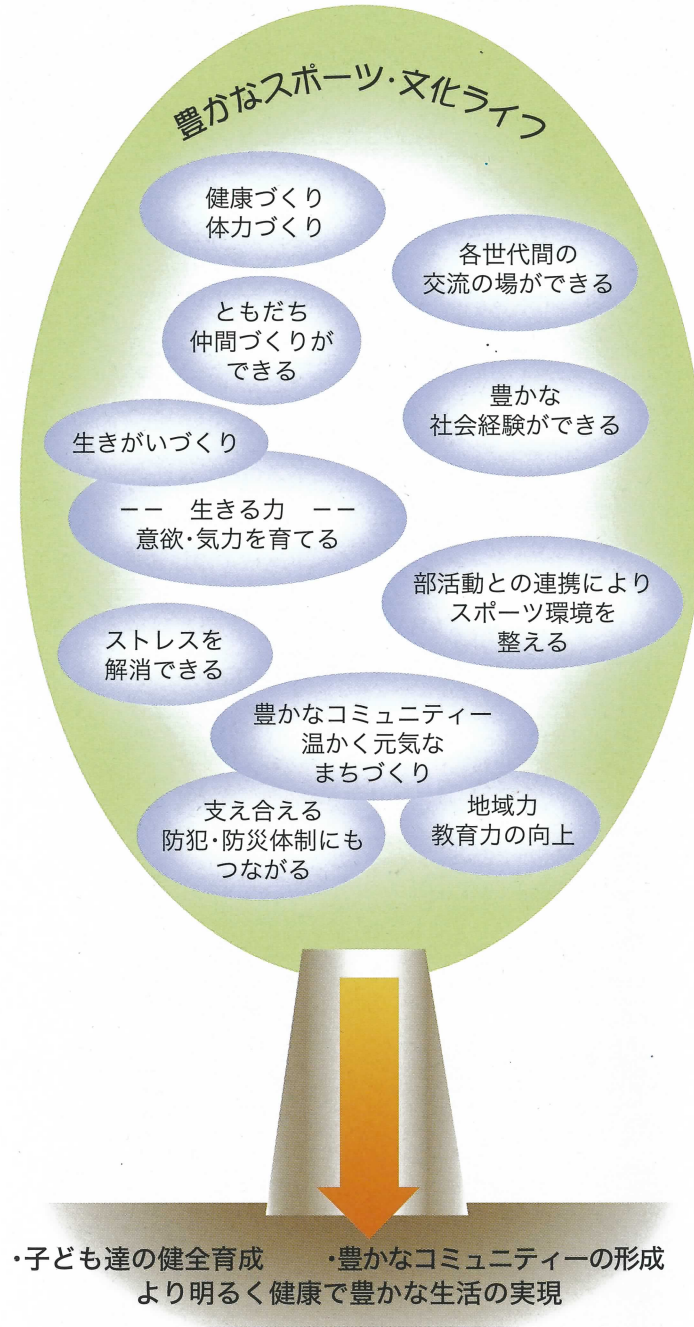 豊かなスポーツ・文化ライフ
健康づくり
体力づくり
各世代間の
交流の場ができる
ともだち
仲間づくりが
できる
豊かな
社会経験ができる
生きがいづくり
−− 生きる力 −−
意欲・気力を育てる
部活動との連携により
スポーツ環境を
整える
ストレスを
解消できる
豊かなコミュニティー
温かく元気な
まちづくり
支え合える
防犯・防災体制にも
つながる
地域力
教育力の向上
・子ども達の健全育成 ・豊かなコミュニティーの形成
より明るく健康で豊かな生活の実現